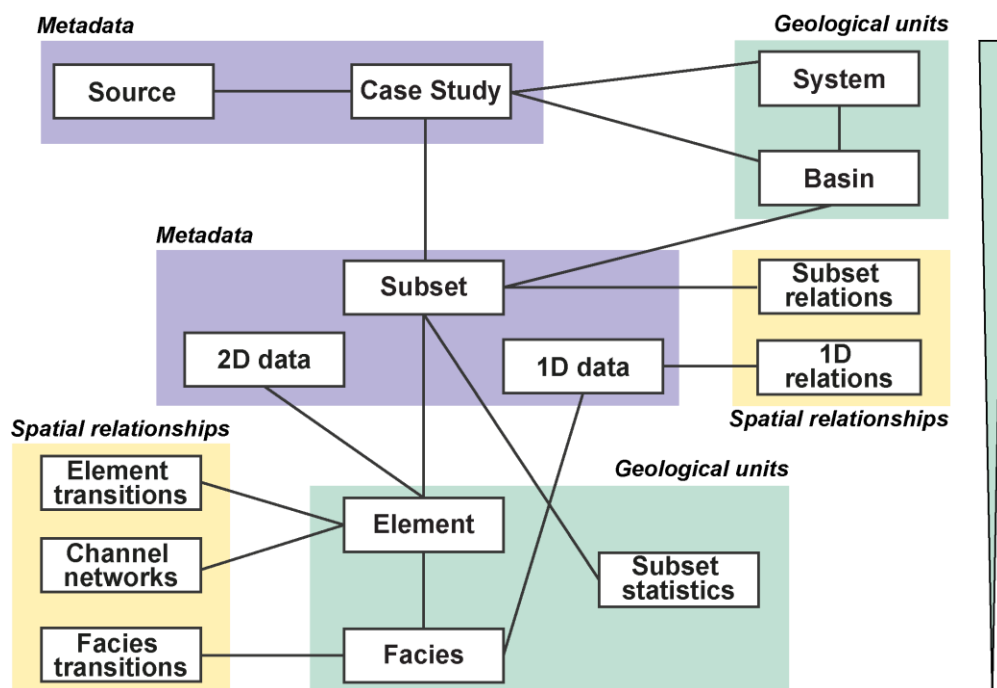 Metadata
Geological units
Source
Case Study
System
Basin
Metadada
Subset
Subset
relations
2D data
1D data
1D
relations
Spatial relationships
Spatial relationships
Element
transitions
Geological units
Element
Channel
networks
Subset
statistics
Facies
transitions
Facies